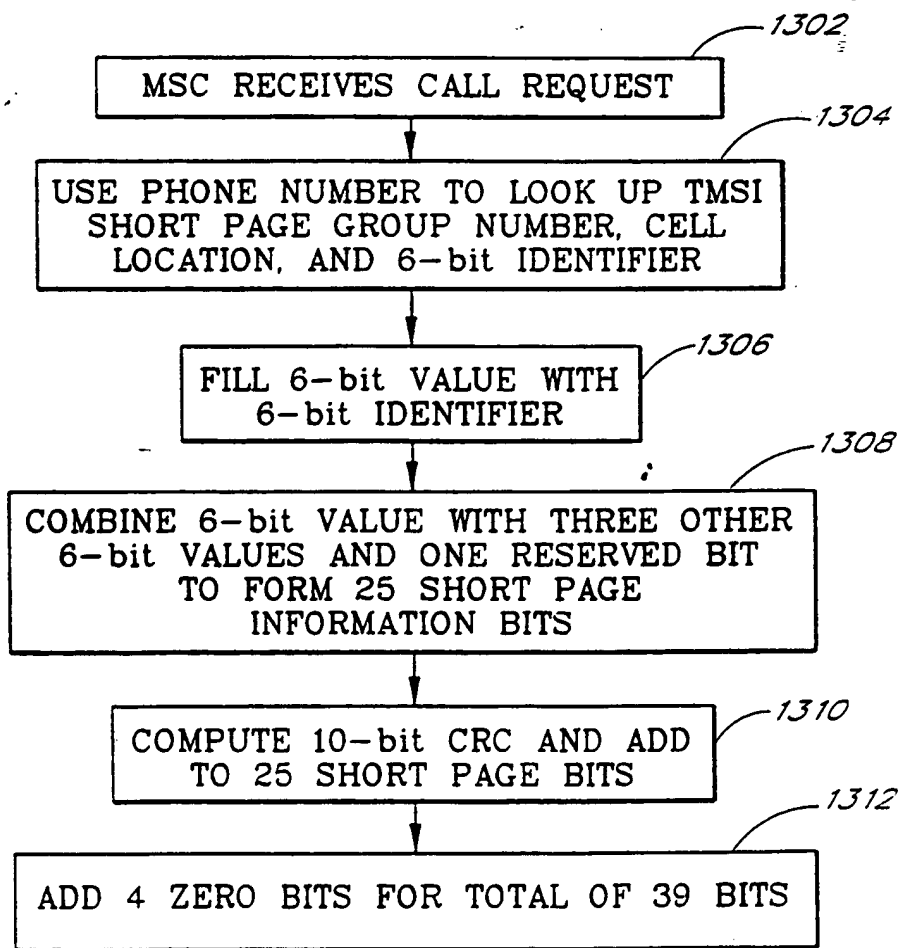 1302
MSC RECEIVES CALL REQUEST
1304
USE PHONE NUMBER TO LOOK UP TMSI
SHORT PAGE GROUP NUMBER, CELL
LOCATION, AND 6-bit IDENTIFIER
1306
FILL 6-bit VALUE WITH
6-bit IDENTIFIER
1308
COMBINE 6-bit VALUE WITH THREE OTHER
6-bit VALUES AND ONE RESERVED BIT
TO FORM 25 SHORT PAGE
INFORMATION BITS
1310
COMPUTE 10-bit CRC AND ADD
TO 25 SHORT PAGE BITS
1312
ADD 4 ZERO BITS FOR TOTAL OF 39 BITS